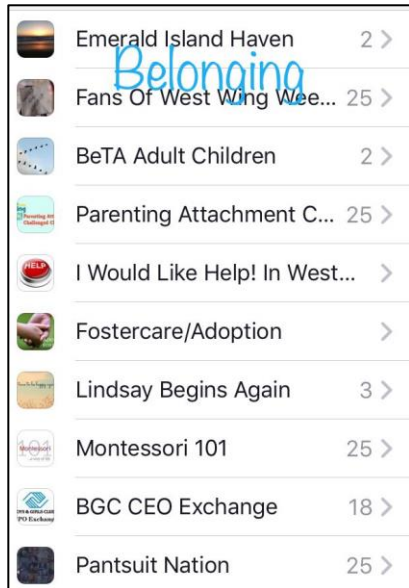 Emerald Island Haven 2 >
Belonging
Fans Of West Wing Wee... 25 >
BeTA Adult Children 2 >
Parenting Attachment C... 25 >
HELP
I Would Like Help! In West... >
Fostercare/Adoption >
Lindsay Begins Again 3 >
101
Montessori 101 25 >
BGC CEO Exchange 18 >
Pantsuit Nation 25 >